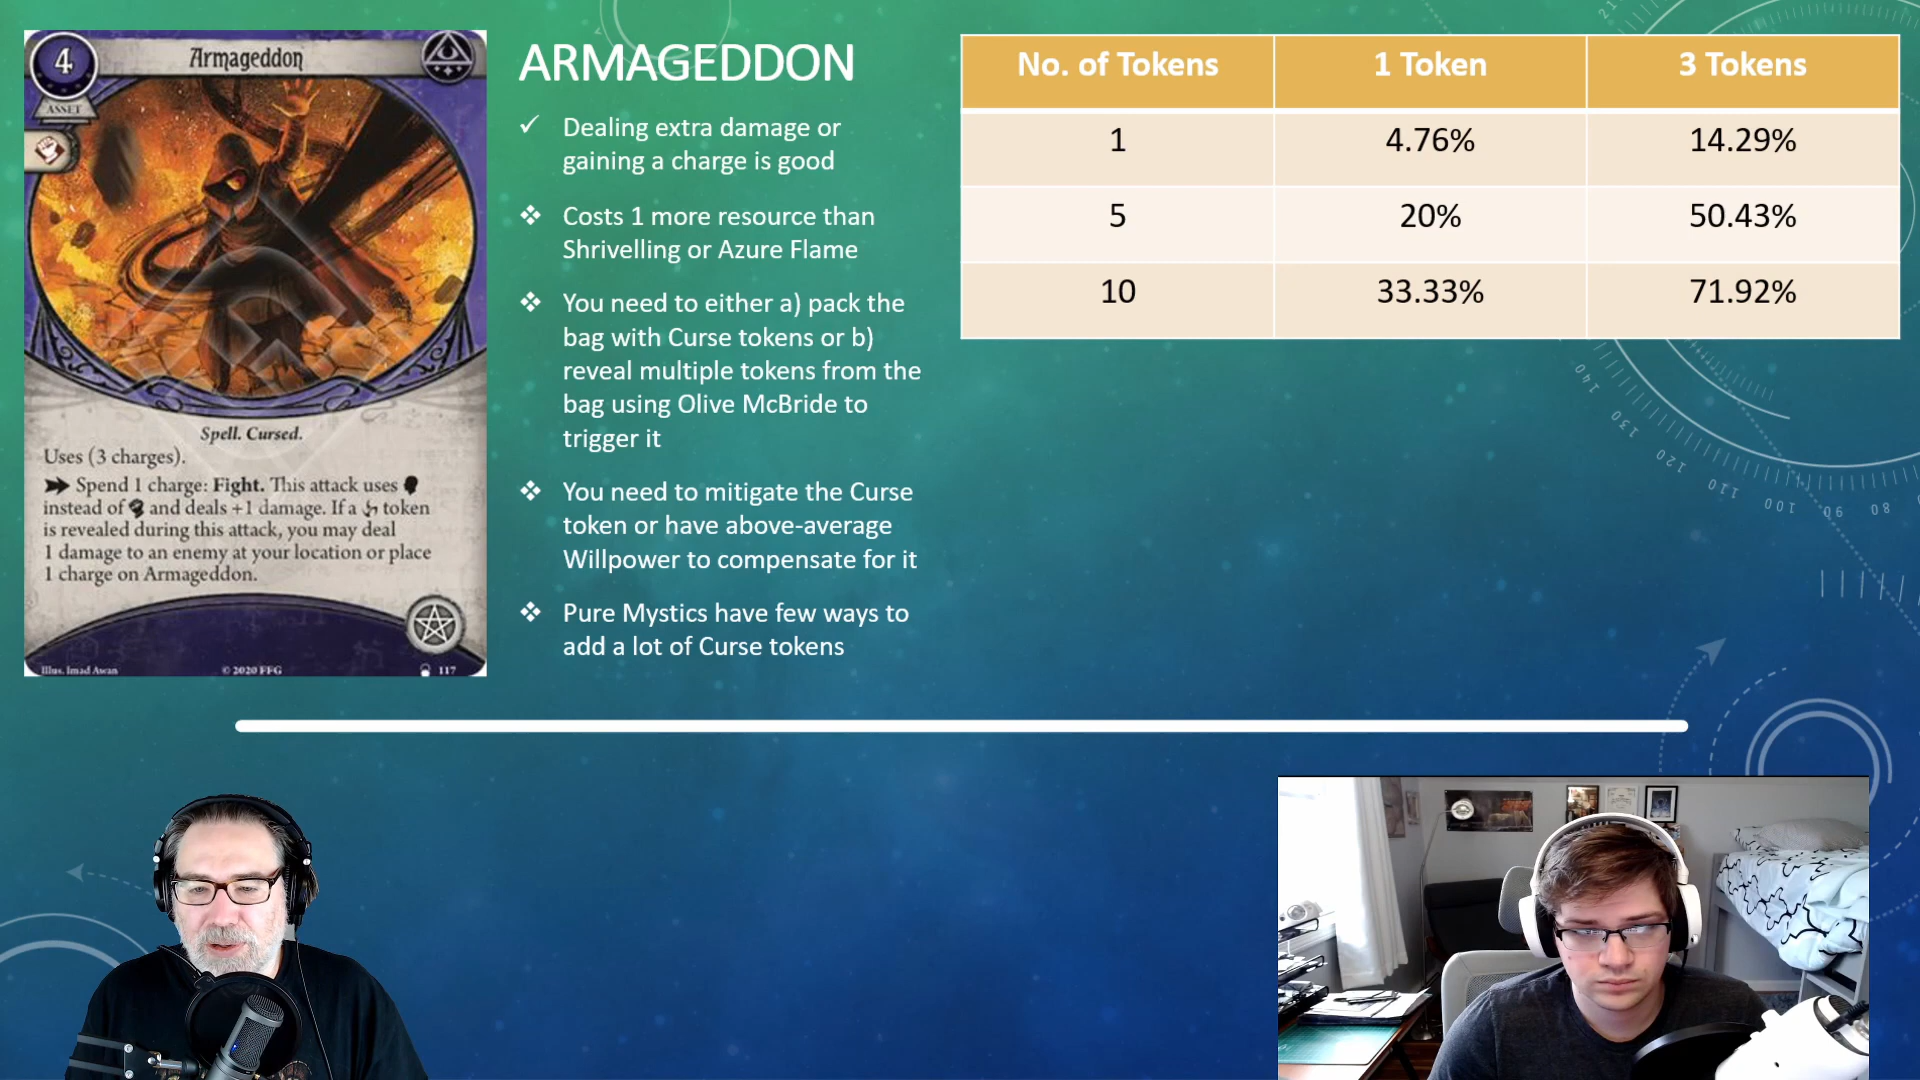 4
Armageddon
ASSET
Spell. Cursed.
Uses (3 charges).
Spend 1 charge: Fight. This attack uses
instead of and deals +1 damage. If a token
is revealed during this attack, you may deal
1 damage to an enemy at your location or place
1 charge on Armageddon.
Illus. Imad Awan
© 2020 FFG
117
ARMAGEDDON
Dealing extra damage or
gaining a charge is good
Costs 1 more resource than
Shrivelling or Azure Flame
You need to either a) pack the
bag with Curse tokens or b)
reveal multiple tokens from the
bag using Olive McBride to
trigger it
You need to mitigate the Curse
token or have above-average
Willpower to compensate for it
Pure Mystics have few ways to
add a lot of Curse tokens
No. of Tokens 1 Token 3 Tokens
1 4.76% 14.29%
5 20% 50.43%
10 33.33% 71.92%
140
130
120
110
100
90
80